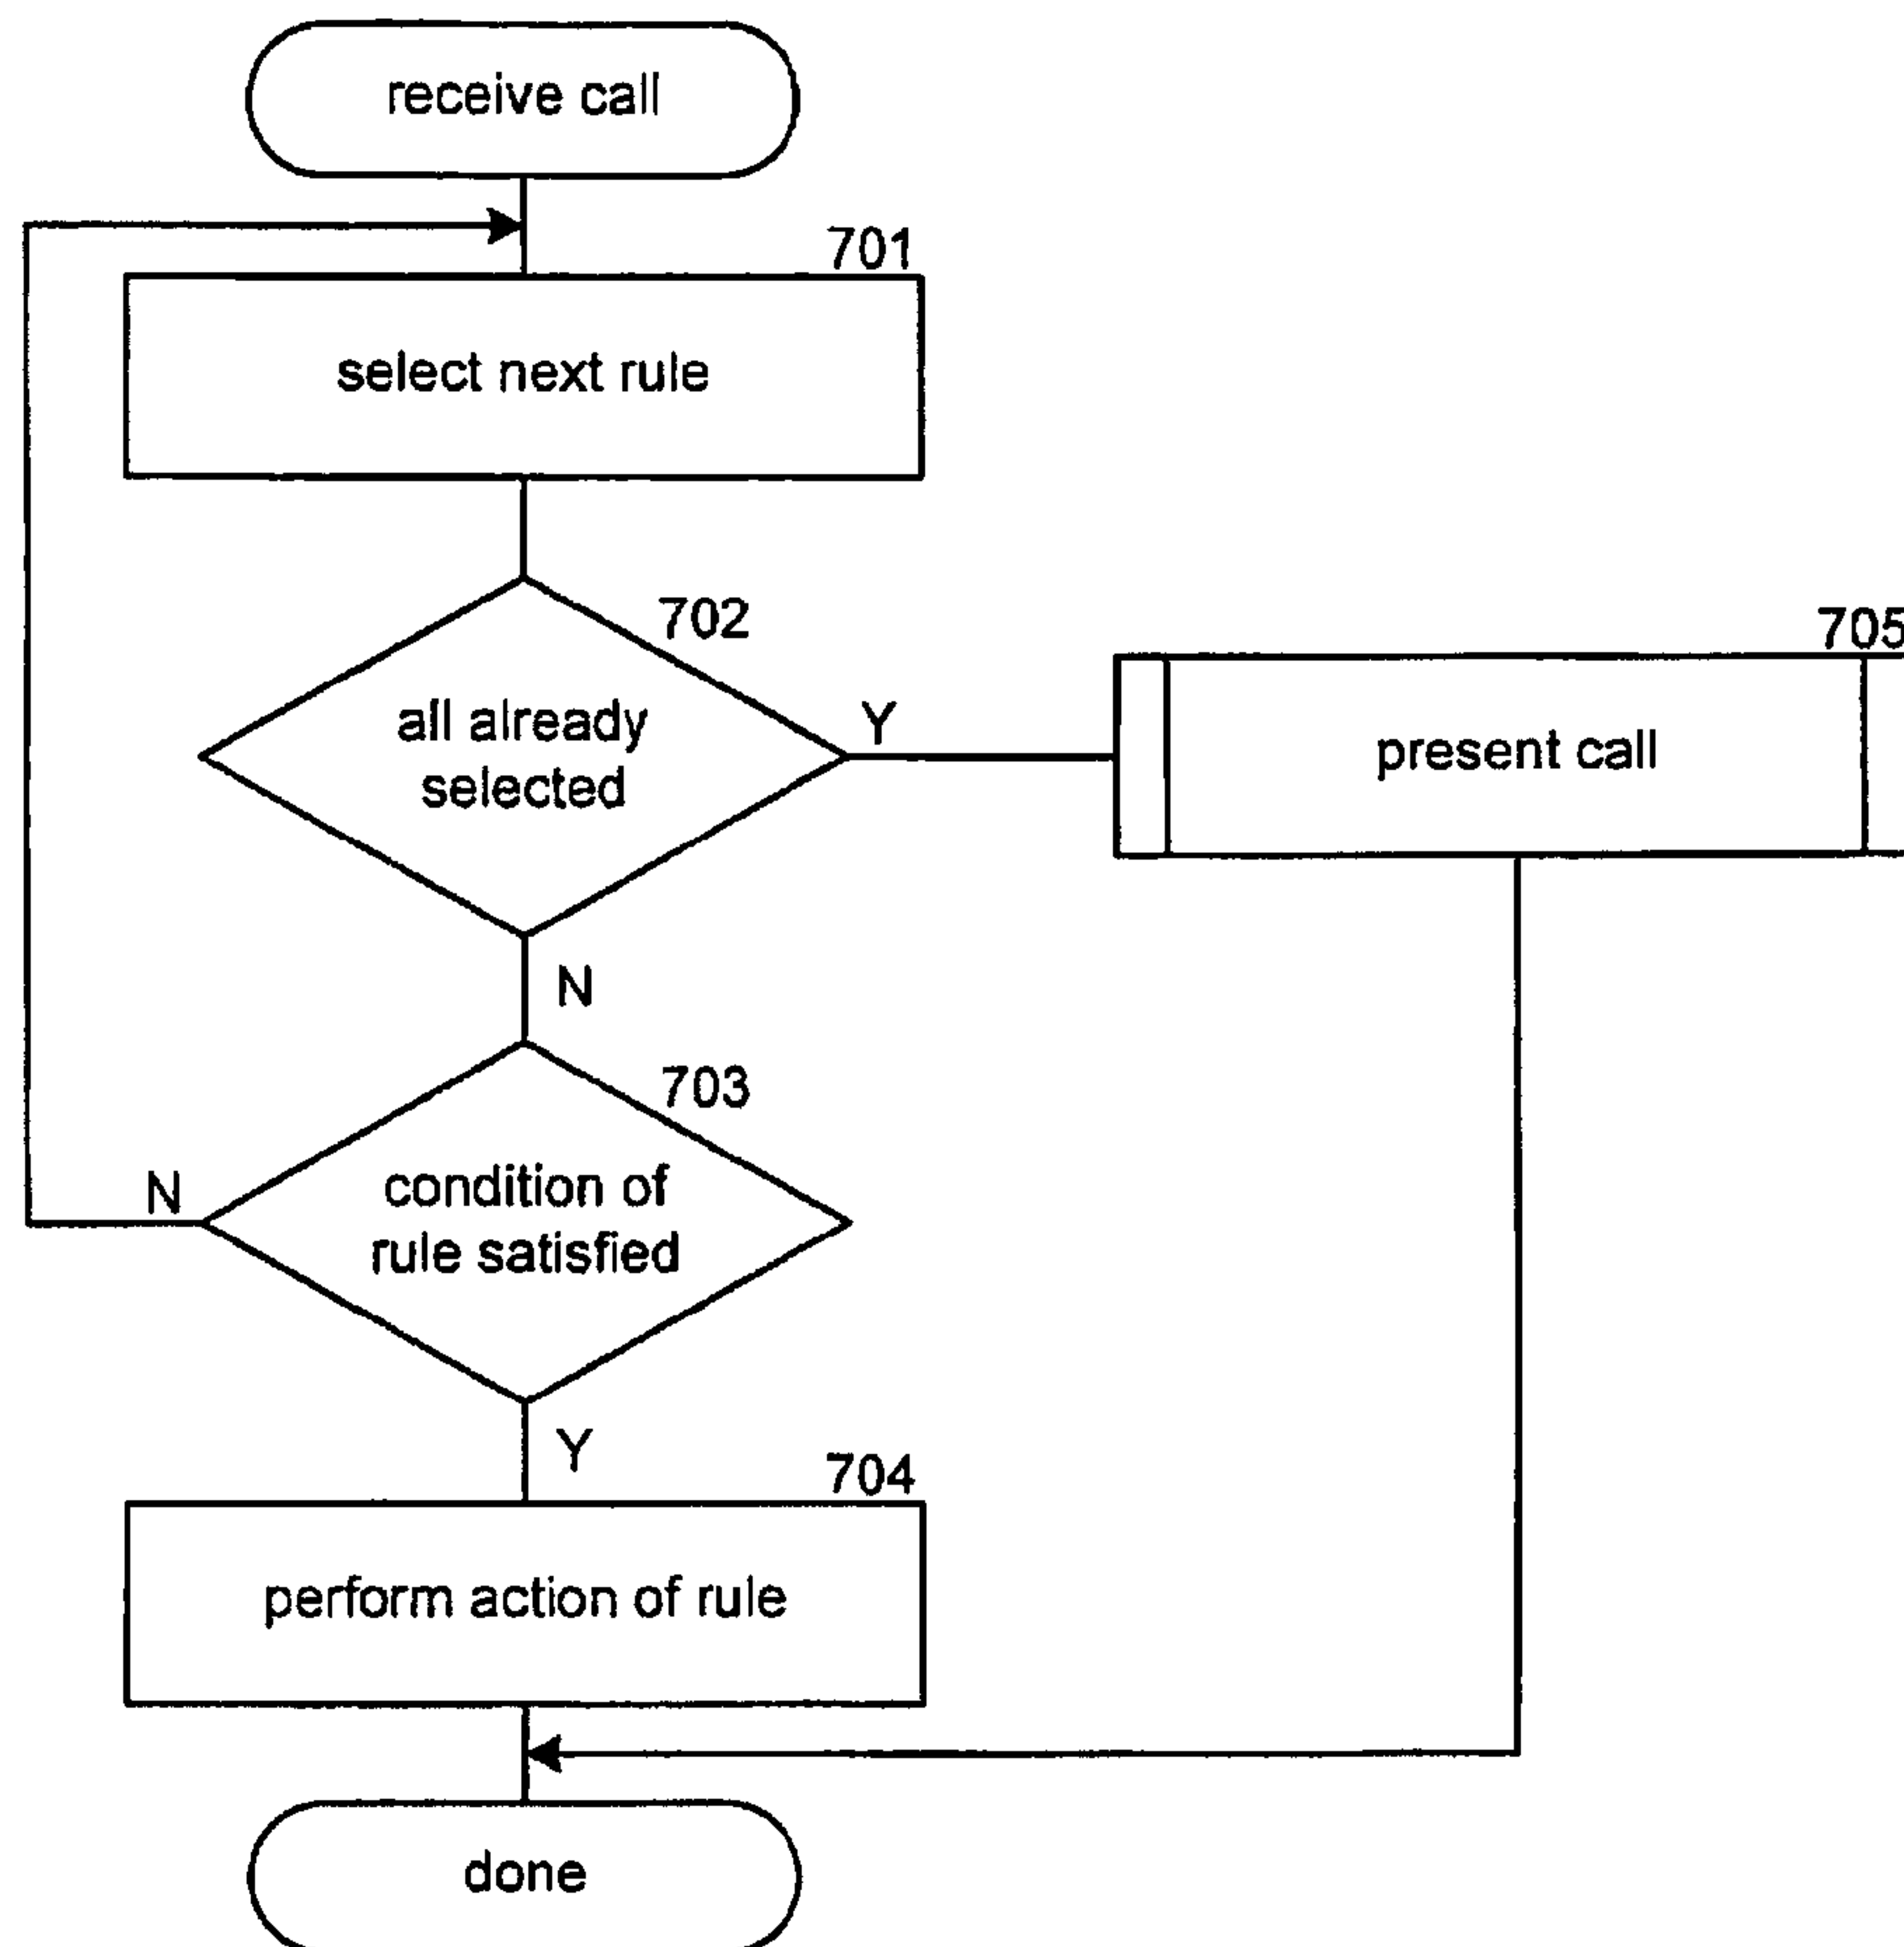 receive call
701
select next rule
702
all already
selected
Y
705
present call
N
703
condition of
rule satisfied
N
Y
704
perform action of rule
done